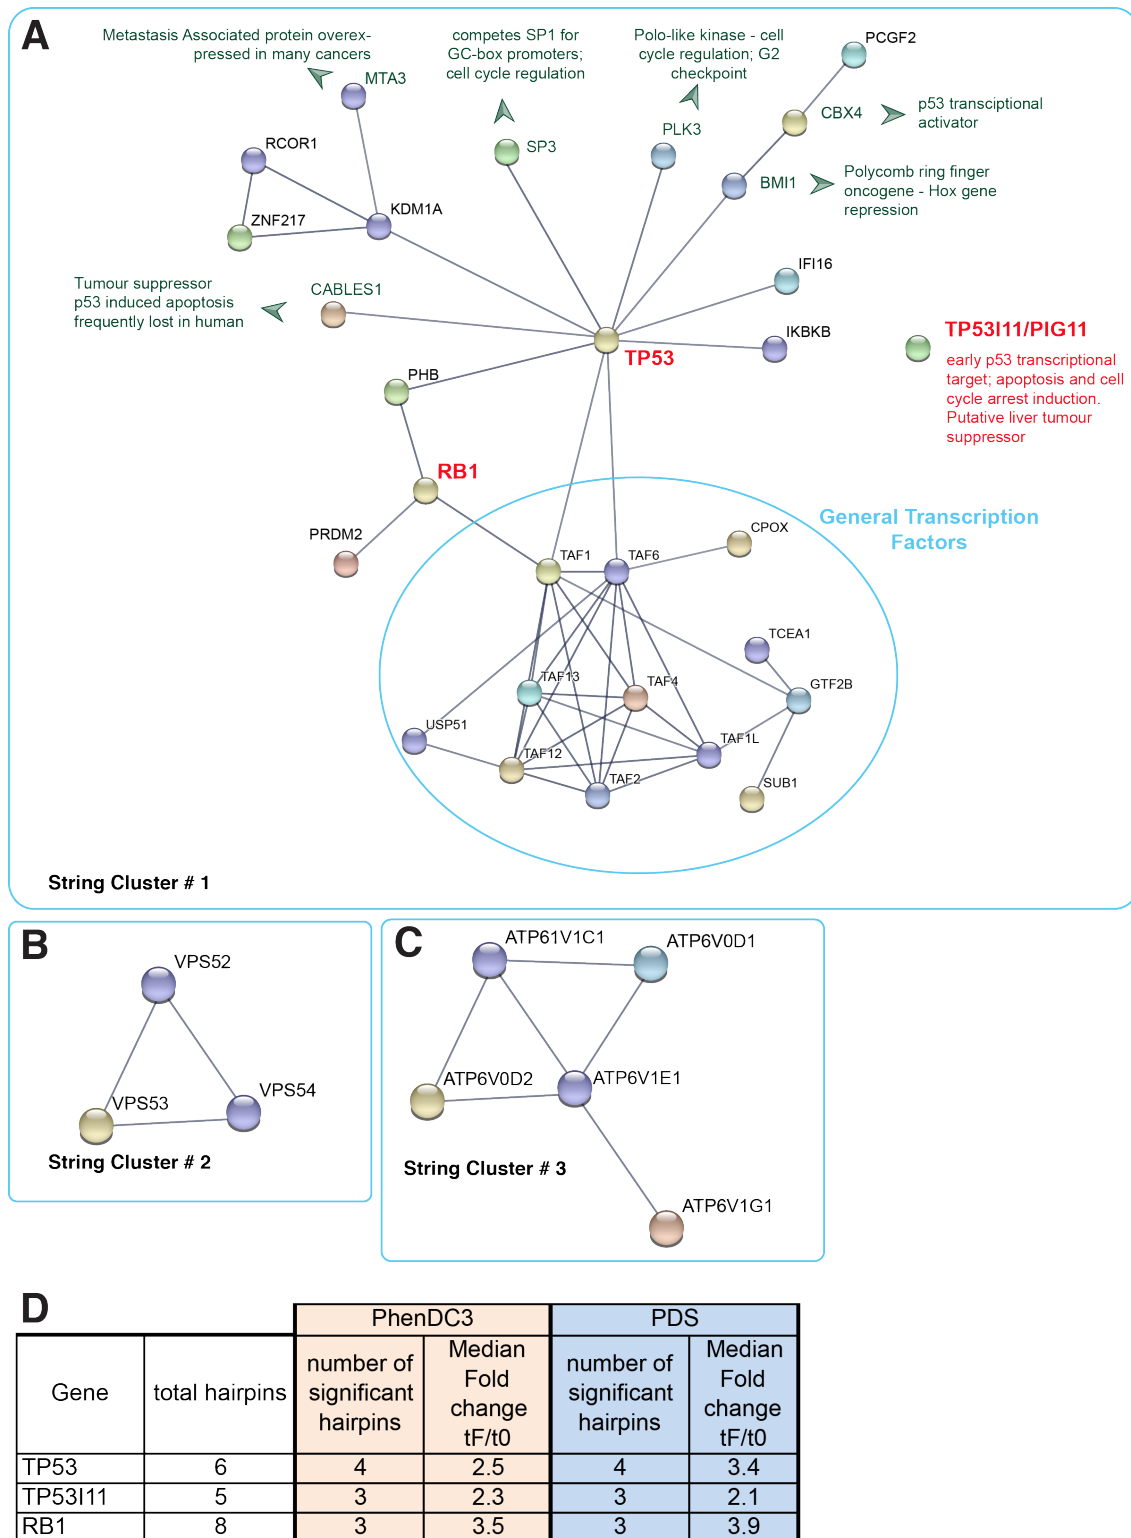 A
Metastasis Associated protein overex-
pressed in many cancers
MTA3
competes SP1 for
GC-box promoters;
cell cycle regulation
SP3
Polo-like kinase - cell
cycle regulation; G2
checkpoint
PLK3
PCGF2
CBX4
p53 transciptional
activator
BMI1
Polycomb ring finger
oncogene - Hox gene
repression
RCOR1
ZNF217
KDM1A
Tumour suppressor
p53 induced apoptosis
frequently lost in human
CABLES1
IFI16
IKBKB
TP53
TP53I11/PIG11
early p53 transcriptional
target; apoptosis and cell
cycle arrest induction.
Putative liver tumour
suppressor
PHB
RB1
PRDM2
General Transcription
Factors
CPOX
TAF1
TAF6
TCEA1
GTF2B
TAF13
TAF4
USP51
TAF12
TAF1L
TAF2
SUB1
String Cluster # 1
B
VPS52
VPS53
VPS54
String Cluster # 2
C
ATP61V1C1
ATP6V0D1
ATP6V0D2
ATP6V1E1
String Cluster # 3
ATP6V1G1
D
PhenDC3 PDS
Gene total hairpins number of significant hairpins Median Fold change tF/t0 number of significant hairpins Median Fold change tF/t0
TP53 6 4 2.5 4 3.4
TP53I11 5 3 2.3 3 2.1
RB1 8 3 3.5 3 3.9